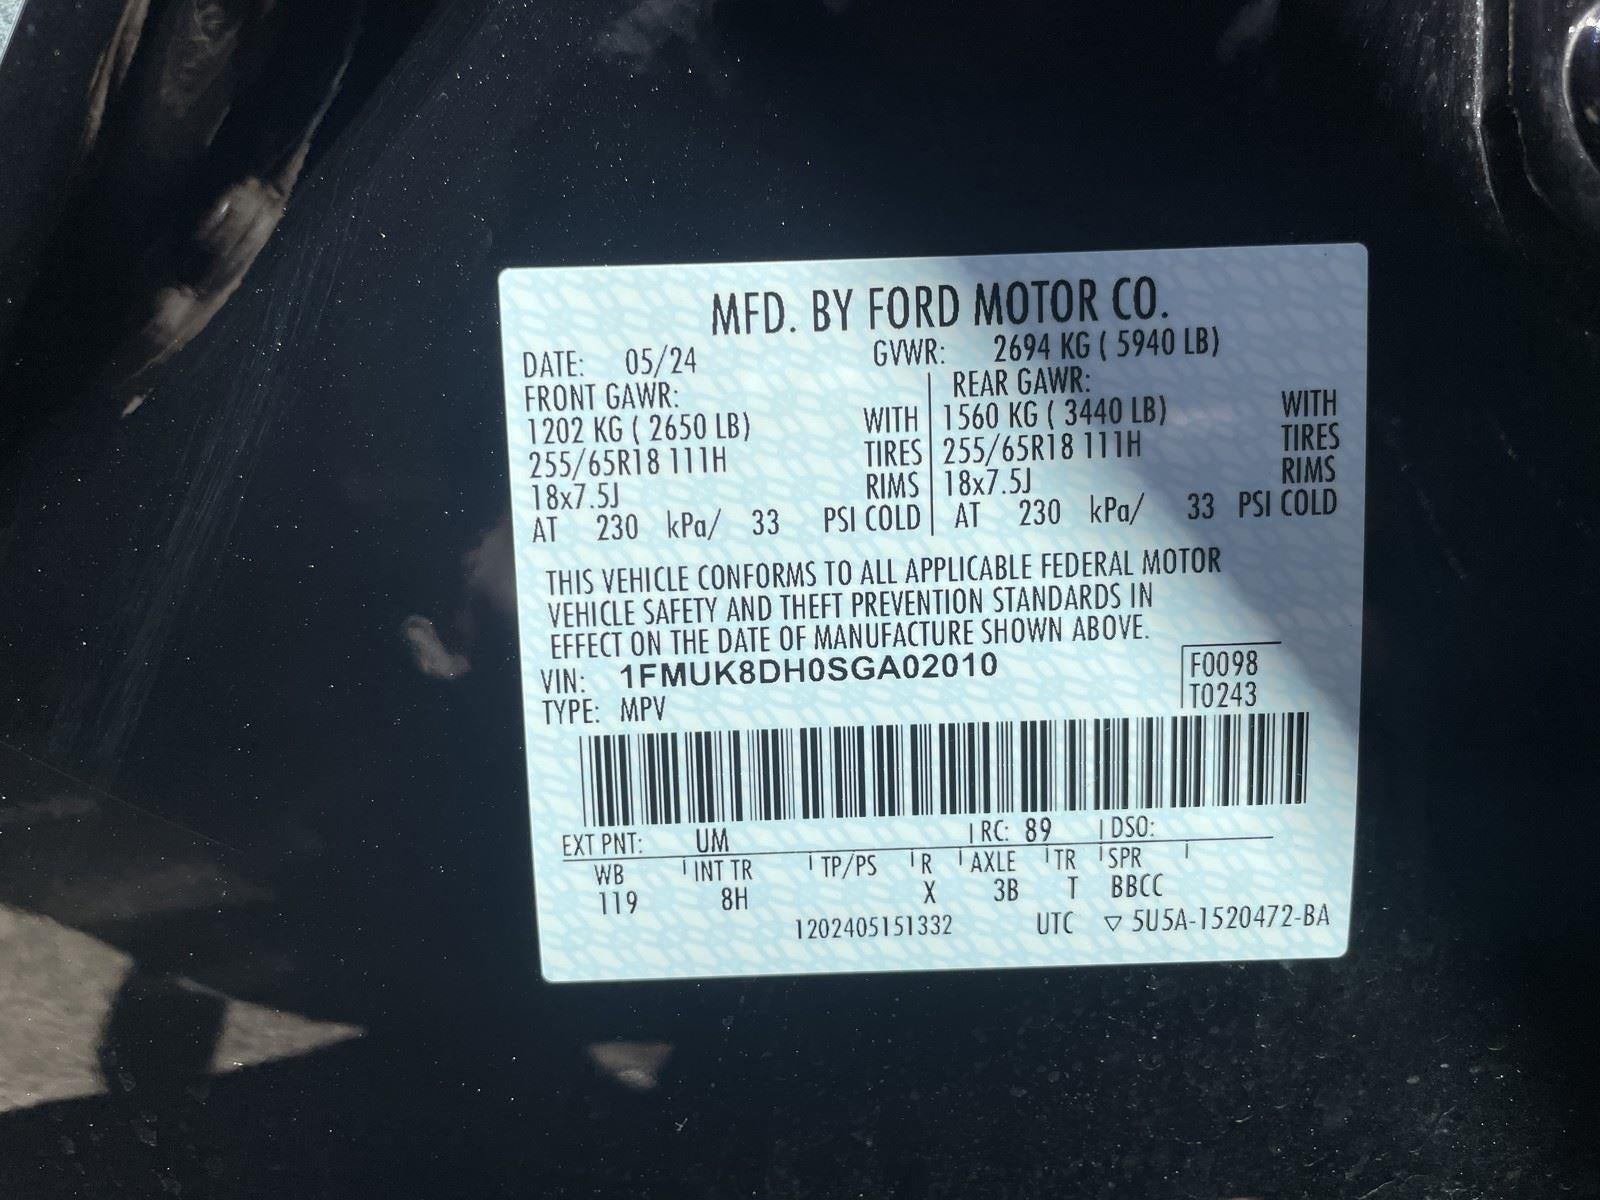 MFD. BY FORD MOTOR CO.
DATE: 05/24 GVWR: 2694 KG ( 5940 LB)
FRONT GAWR: REAR GAWR:
1202 KG ( 2650 LB) WITH 1560 KG ( 3440 LB) WITH
255/65R18 111H TIRES 255/65R18 111H TIRES
18x7.5J RIMS 18x7.5J RIMS
AT 230 kPa/ 33 PSI COLD AT 230 kPa/ 33 PSI COLD
THIS VEHICLE CONFORMS TO ALL APPLICABLE FEDERAL MOTOR
VEHICLE SAFETY AND THEFT PREVENTION STANDARDS IN
EFFECT ON THE DATE OF MANUFACTURE SHOWN ABOVE.
VIN: 1FMUK8DH0SGA02010 F0098
TYPE: MPV T0243
EXT PNT: UM RC: 89 DSO:
WB INT TR TP/PS R AXLE TR SPR
119 8H X 3B T BBCC
1202405151332 UTC ▽ 5U5A-1520472-BA